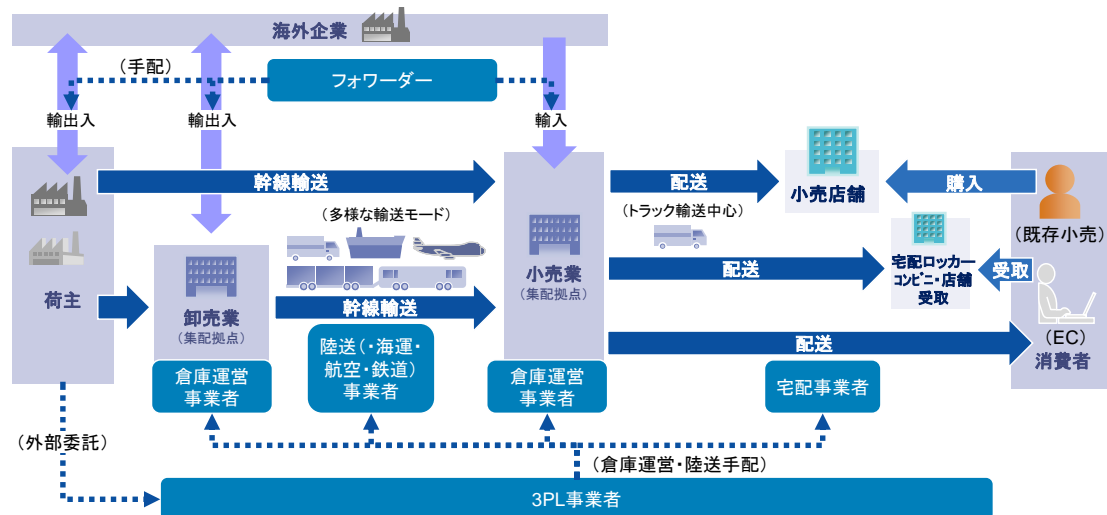 海外企業
(手配)
フォワーダー
輸出入
輸出入
輸入
幹線輸送
配送
小売店舗
購入
(多様な輸送モード)
(トラック輸送中心)
(既存小売)
小売業
(集配拠点)
配送
宅配ロッカー
コンビニ・店舗
受取
受取
荷主
卸売業
(集配拠点)
幹線輸送
配送
(EC)
消費者
倉庫運営
事業者
陸送(・海運・
航空・鉄道)
事業者
倉庫運営
事業者
宅配事業者
(外部委託)
(倉庫運営・陸送手配)
3PL事業者